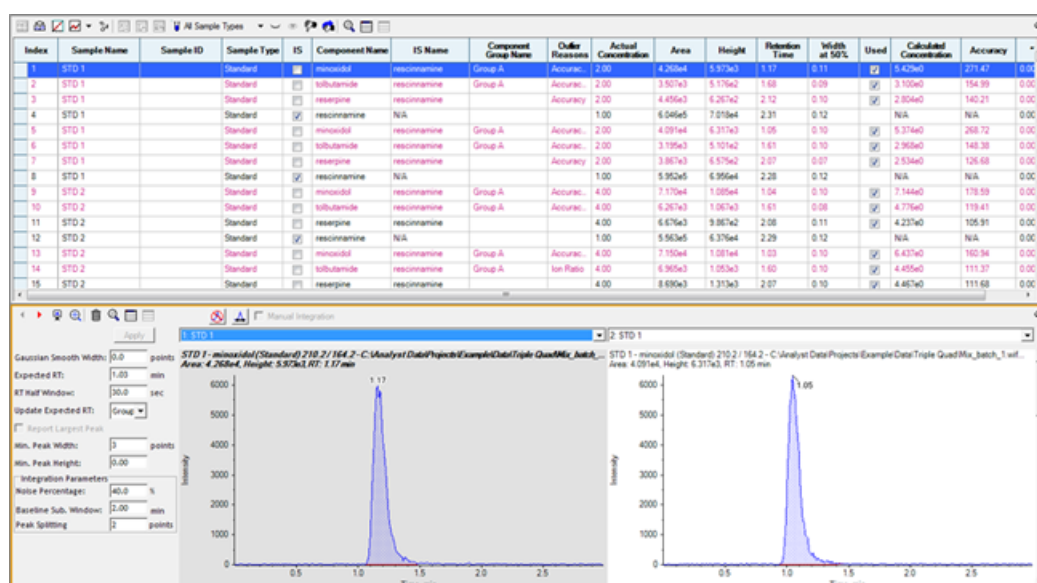 All Sample Types
Index Sample Name Sample ID Sample Type IS Component Name IS Name Component Group Name Outlier Reasons Actual Concentration Area Height Retention Time Width at 50% Used Calculated Concentration Accuracy
1 STD 1 Standard minoxidol rescinnamine Group A Accurac.. 2.00 4.268e4 5.973e3 1.17 0.11 5.429e0 271.47 0.00
2 STD 1 Standard tolbutamide rescinnamine Group A Accurac.. 2.00 3.507e3 5.176e2 1.68 0.09 3.100e0 154.99 0.00
3 STD 1 Standard reserpine rescinnamine Accuracy 2.00 4.456e3 6.267e2 2.12 0.10 2.804e0 140.21 0.00
4 STD 1 Standard rescinnamine N/A 1.00 6.046e5 7.018e4 2.31 0.12 N/A N/A 0.00
5 STD 1 Standard minoxidol rescinnamine Group A Accurac.. 2.00 4.091e4 6.317e3 1.05 0.10 5.374e0 268.72 0.00
6 STD 1 Standard tolbutamide rescinnamine Group A Accurac.. 2.00 3.195e3 5.101e2 1.61 0.10 2.968e0 148.38 0.00
7 STD 1 Standard reserpine rescinnamine Accuracy 2.00 3.867e3 6.575e2 2.07 0.07 2.534e0 126.68 0.00
8 STD 1 Standard rescinnamine N/A 1.00 5.952e5 6.956e4 2.28 0.12 N/A N/A 0.00
9 STD 2 Standard minoxidol rescinnamine Group A Accurac.. 4.00 7.170e4 1.085e4 1.04 0.10 7.144e0 178.59 0.00
10 STD 2 Standard tolbutamide rescinnamine Group A Accurac.. 4.00 6.267e3 1.067e3 1.61 0.08 4.776e0 119.41 0.00
11 STD 2 Standard reserpine rescinnamine 4.00 6.676e3 9.867e2 2.08 0.11 4.237e0 105.91 0.00
12 STD 2 Standard rescinnamine N/A 1.00 5.563e5 6.376e4 2.29 0.12 N/A N/A 0.00
13 STD 2 Standard minoxidol rescinnamine Group A Accurac.. 4.00 7.150e4 1.081e4 1.03 0.10 6.437e0 160.94 0.00
14 STD 2 Standard tolbutamide rescinnamine Group A Ion Ratio 4.00 6.965e3 1.053e3 1.60 0.10 4.455e0 111.37 0.00
15 STD 2 Standard reserpine rescinnamine 4.00 8.690e3 1.313e3 2.07 0.10 4.467e0 111.68 0.00
Manual Integration
Apply
Gaussian Smooth Width: 0.0 points
Expected RT: 1.03 min
RT Half Window: 30.0 sec
Update Expected RT: Group
Report Largest Peak
Min. Peak Width: 3 points
Min. Peak Height: 0.00
Integration Parameters
Noise Percentage: 40.0 %
Baseline Sub. Window: 2.00 min
Peak Splitting 2 points
1: STD 1
STD 1 - minoxidol (Standard) 210.2 / 164.2 - C:\Analyst Data\Projects\Example\Data\Triple Quad\Mix_batch_...
Area: 4.268e4, Height: 5.973e3, RT: 1.17 min
1.17
6000
5000
4000
3000
2000
1000
0
Intensity
0.5 1.0 1.5 2.0 2.5
2: STD 1
STD 1 - minoxidol (Standard) 210.2 / 164.2 - C:\Analyst Data\Projects\Example\Data\Triple Quad\Mix_batch_1.wif...
Area: 4.091e4, Height: 6.317e3, RT: 1.05 min
1.05
6000
5000
4000
3000
2000
1000
0
Intensity
0.5 1.0 1.5 2.0 2.5